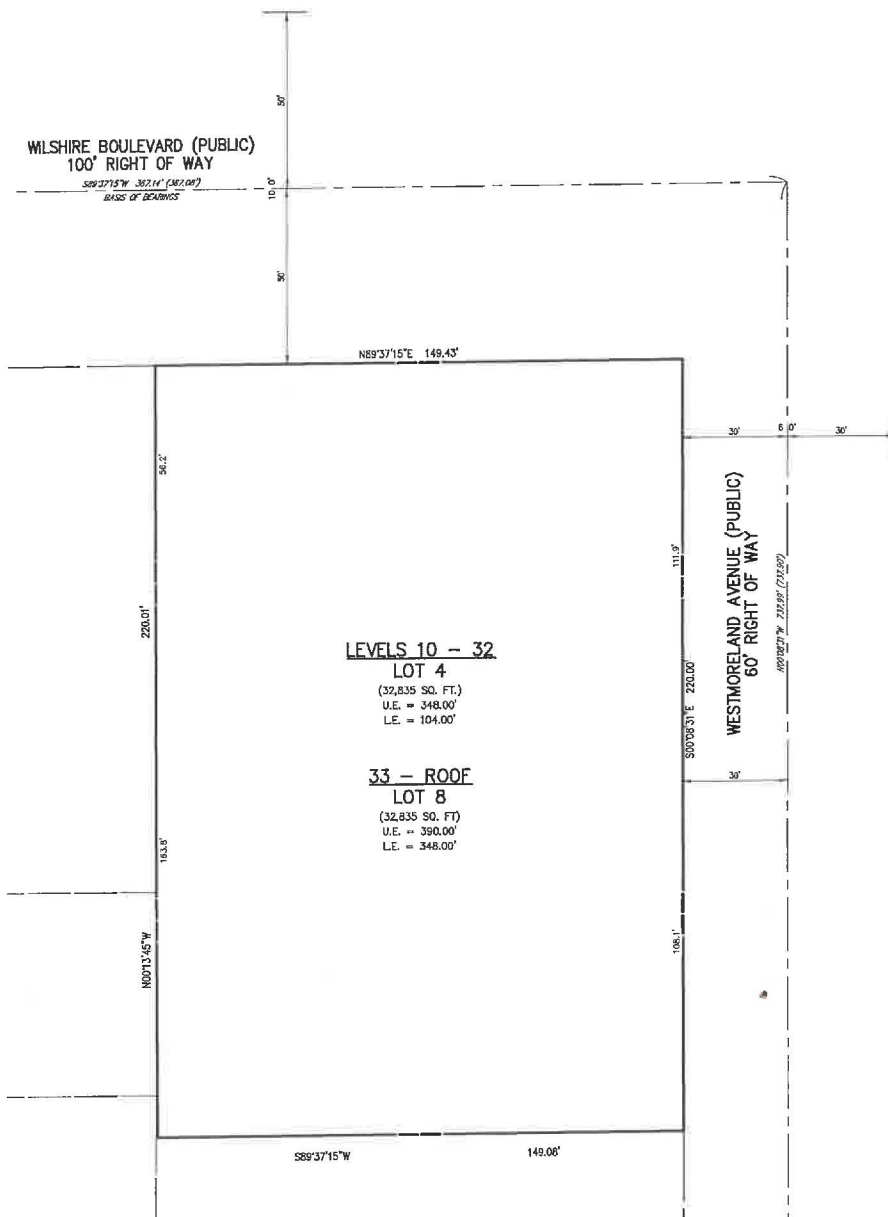 50'
WILSHIRE BOULEVARD (PUBLIC)
100' RIGHT OF WAY
S89°37'15"W 367.14' (367.08')
BASIS OF BEARINGS
10 0'
50'
N89°37'15"E 149.43'
30'
6 0'
30'
56.2'
111.9'
220.01'
WESTMORELAND AVENUE (PUBLIC)
60' RIGHT OF WAY
LEVELS 10 - 32
LOT 4
(32,835 SQ. FT.)
U.E. = 348.00'
L.E. = 104.00'
S00°08'31"E 220.00'
33 - ROOF
LOT 8
(32,835 SQ. FT)
U.E. = 390.00'
L.E. = 348.00'
30'
163.8'
108.1'
N00°13'45"W
S89°37'15"W
149.08'